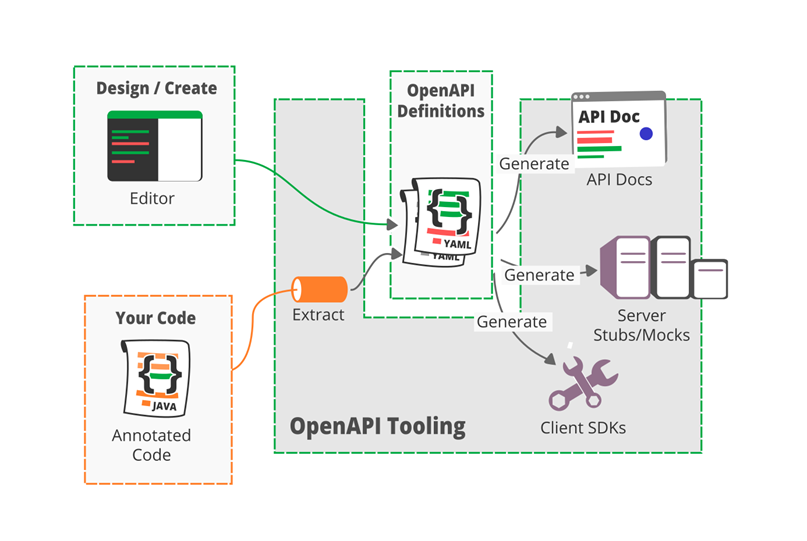 Design / Create
Editor
OpenAPI
Definitions
YAML
YAML
API Doc
API Docs
Generate
Generate
Generate
Server
Stubs/Mocks
Client SDKs
Your Code
JAVA
Annotated
Code
Extract
OpenAPI Tooling